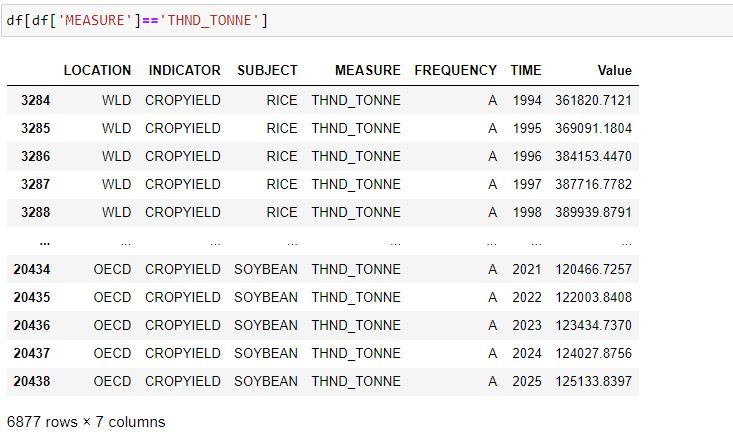 df[df['MEASURE']=='THND_TONNE']
LOCATION INDICATOR SUBJECT MEASURE FREQUENCY TIME Value
3284 WLD CROPYIELD RICE THND_TONNE A 1994 361820.7121
3285 WLD CROPYIELD RICE THND_TONNE A 1995 369091.1804
3286 WLD CROPYIELD RICE THND_TONNE A 1996 384153.4470
3287 WLD CROPYIELD RICE THND_TONNE A 1997 387716.7782
3288 WLD CROPYIELD RICE THND_TONNE A 1998 389939.8791
... ... ... ... ... ... ... ...
20434 OECD CROPYIELD SOYBEAN THND_TONNE A 2021 120466.7257
20435 OECD CROPYIELD SOYBEAN THND_TONNE A 2022 122003.8408
20436 OECD CROPYIELD SOYBEAN THND_TONNE A 2023 123434.7370
20437 OECD CROPYIELD SOYBEAN THND_TONNE A 2024 124027.8756
20438 OECD CROPYIELD SOYBEAN THND_TONNE A 2025 125133.8397
6877 rows × 7 columns